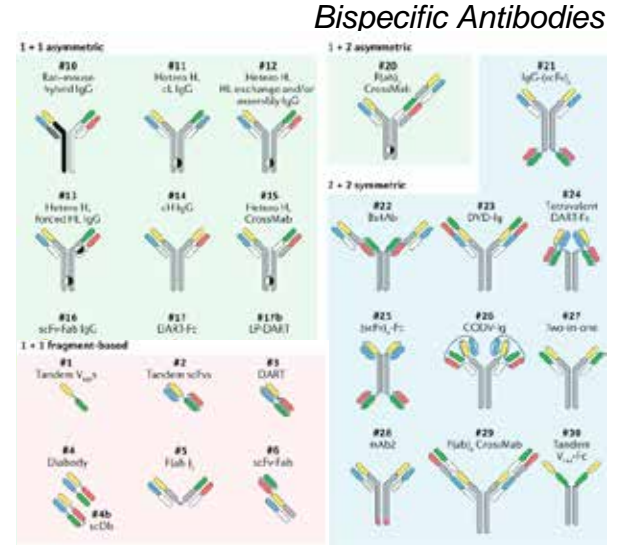 Bispecific Antibodies
1 + 1 asymmetric
#10
Rat–mouse
hybrid IgG
#11
Hetero H,
cL IgG
#12
Hetero H,
HL exchange and/or
assembly IgG
#13
Hetero H,
forced HL IgG
#14
cH IgG
#15
Hetero H,
CrossMab
#16
scFv-Fab IgG
#17
DART-Fc
#17b
LP-DART
1 + 1 fragment-based
#1
Tandem VHHs
#2
Tandem scFvs
#3
DART
#4
Diabody
#4b
scDb
#5
#6
scFv-Fab
1 + 2 asymmetric
#20
CrossMab
#21
2 + 2 symmetric
#22
Bs4Ab
#23
DVD-Ig
#24
Tetravalent
DART-Fc
#25
#26
CODV-Ig
#27
Two-in-one
#28
mAb2
#29
CrossMab
#30
Tandem